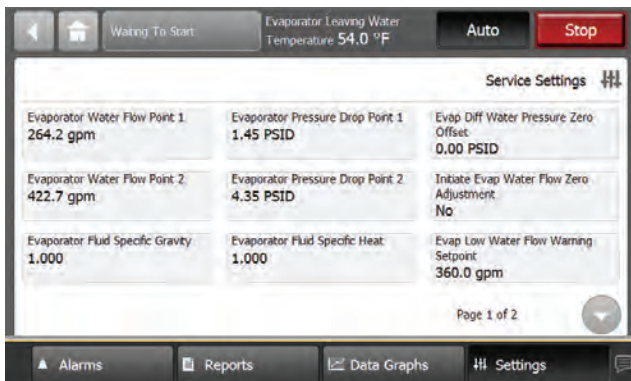 Waiting To Start
Evaporator Leaving Water
Temperature 54.0 °F
Auto
Stop
Service Settings
Evaporator Water Flow Point 1
264.2 gpm
Evaporator Pressure Drop Point 1
1.45 PSID
Evap Diff Water Pressure Zero
Offset
0.00 PSID
Evaporator Water Flow Point 2
422.7 gpm
Evaporator Pressure Drop Point 2
4.35 PSID
Initiate Evap Water Flow Zero
Adjustment
No
Evaporator Fluid Specific Gravity
1.000
Evaporator Fluid Specific Heat
1.000
Evap Low Water Flow Warning
Setpoint
360.0 gpm
Page 1 of 2
Alarms
Reports
Data Graphs
Settings